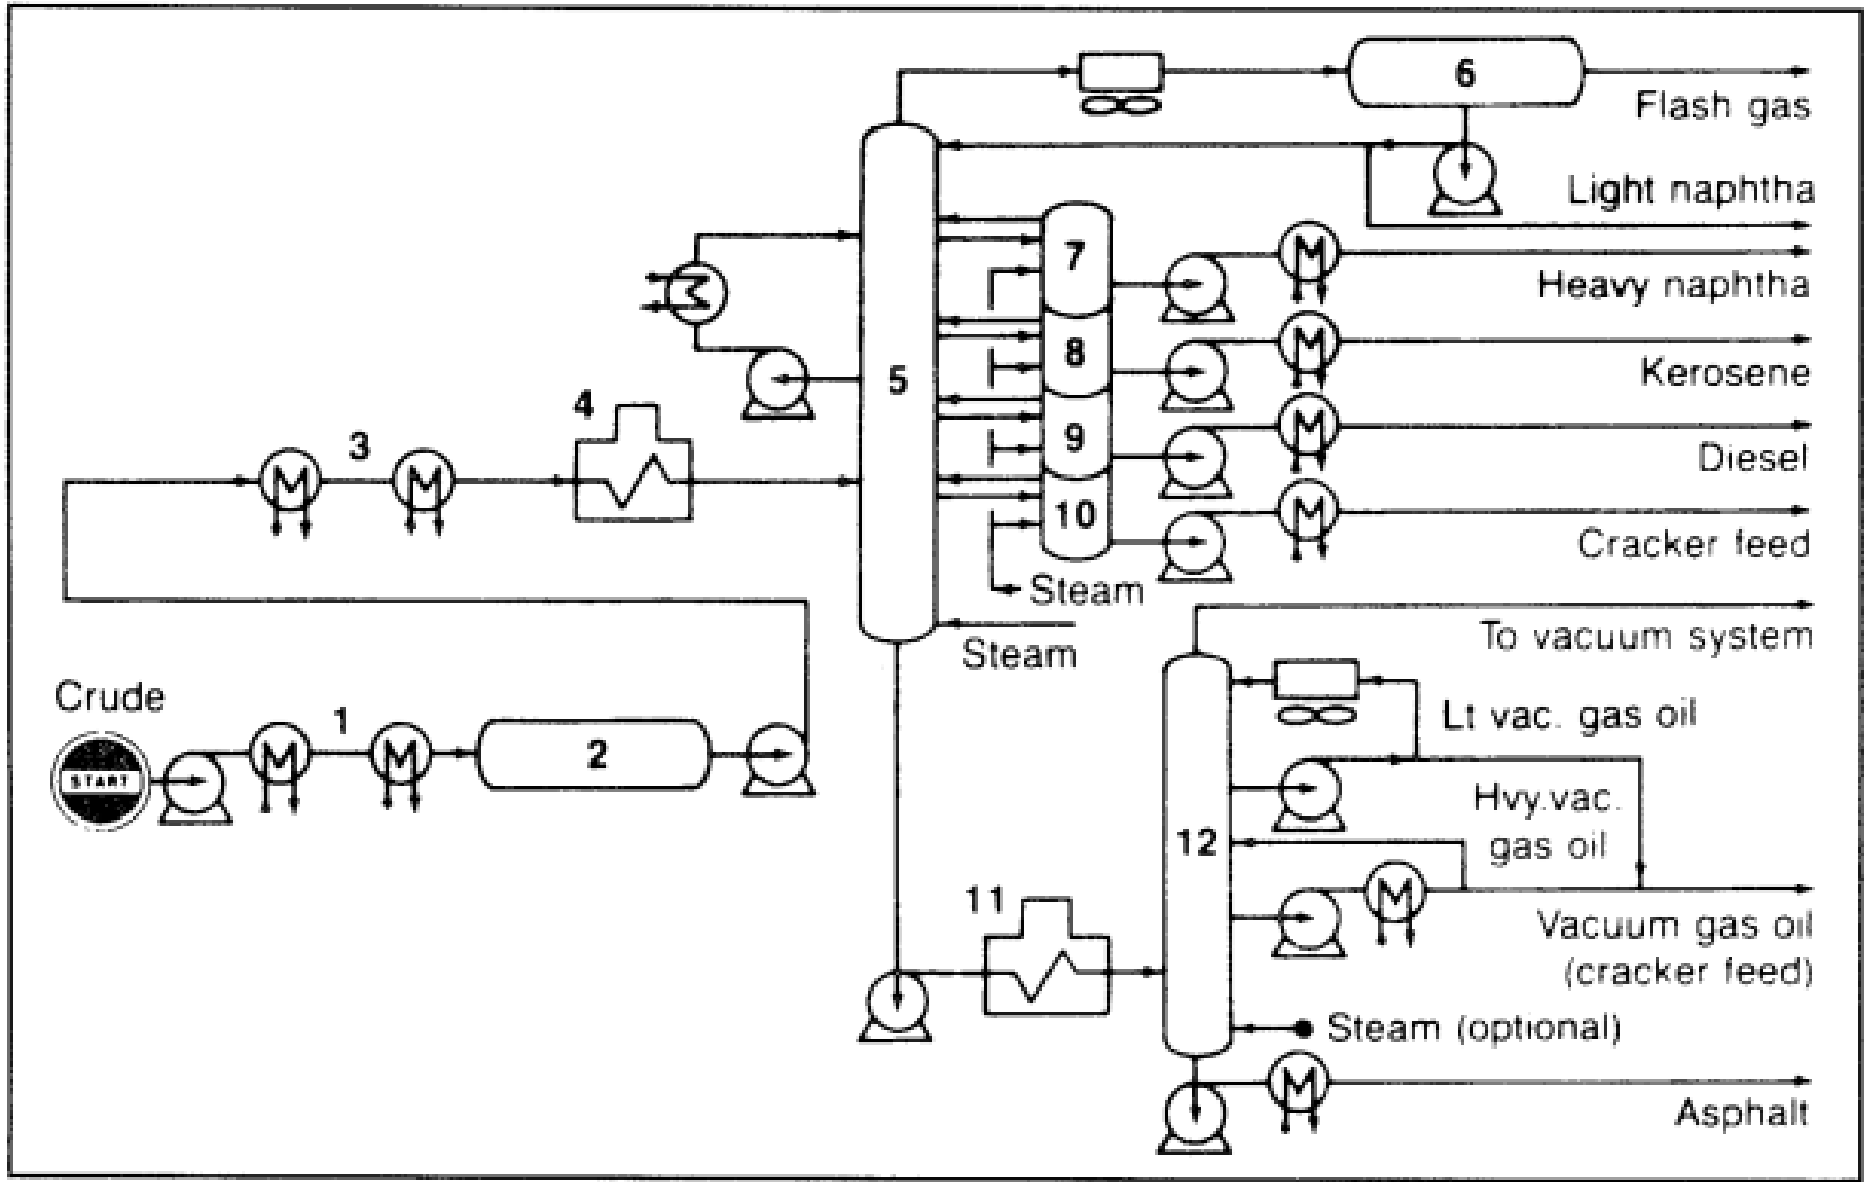 6
Flash gas
Light naphtha
7
Heavy naphtha
8
Kerosene
5
4
9
Diesel
3
10
Cracker feed
Steam
Steam
To vacuum system
Crude
1
2
START
Lt vac. gas oil
Hvy.vac.
gas oil
12
11
Vacuum gas oil
(cracker feed)
Steam (optional)
Asphalt